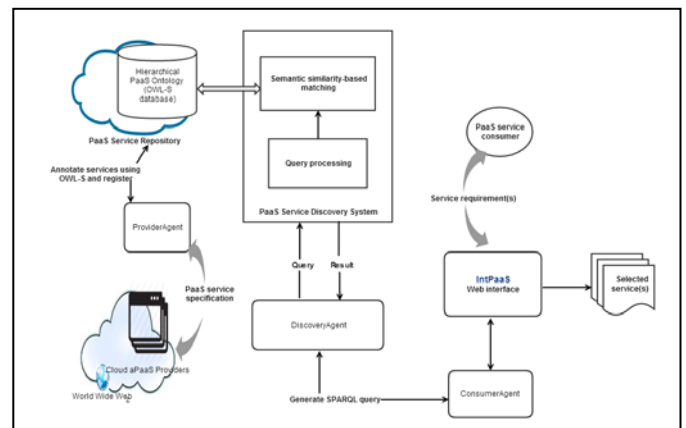 Hierarchical
PaaS Ontology
(OWL-S
database)
PaaS Service Repository
Semantic similarity-based
matching
Query processing
PaaS Service Discovery System
PaaS service
consumer
Annotate services using
OWL-S and register
Service requirement(s)
ProviderAgent
PaaS service
specification
Query
Result
IntPaaS
Web interface
Selected
service(s)
DiscoveryAgent
Cloud aPaaS Providers
World Wide Web
Generate SPARQL query
ConsumerAgent